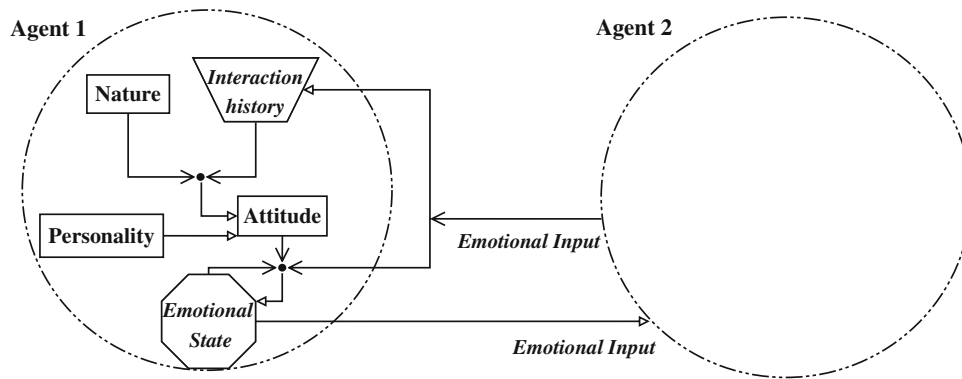 Agent 1
Agent 2
Interaction
history
Nature
Attitude
Personality
Emotional Input
Emotional
State
Emotional Input